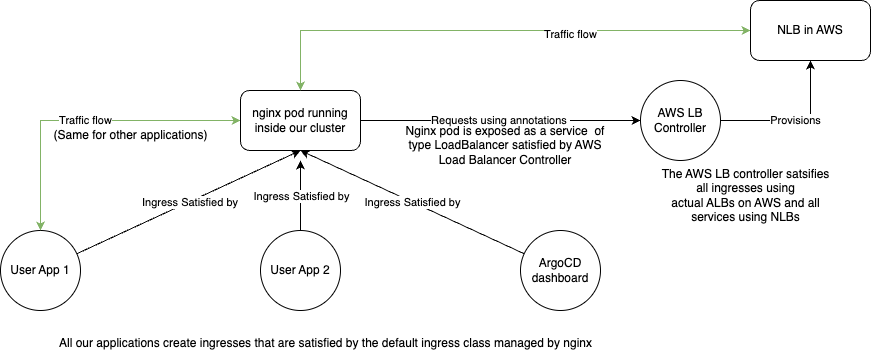 NLB in AWS
Traffic flow
nginx pod running
inside our cluster
Traffic flow
(Same for other applications)
Requests using annotations
Nginx pod is exposed as a service of
type LoadBalancer satisfied by AWS
Load Balancer Controller
AWS LB
Controller
Provisions
The AWS LB controller satsifies
all ingresses using
actual ALBs on AWS and all
services using NLBs
Ingress Satisfied by
Ingress Satisfied by
Ingress Satisfied by
User App 1
User App 2
ArgoCD
dashboard
All our applications create ingresses that are satisfied by the default ingress class managed by nginx